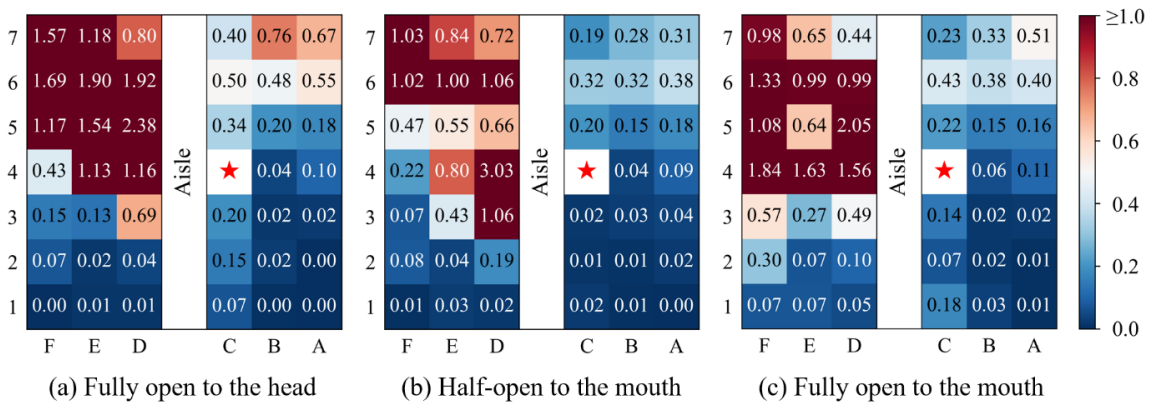 7 1.57 1.18 0.80 0.40 0.76 0.67
6 1.69 1.90 1.92 0.50 0.48 0.55
5 1.17 1.54 2.38 0.34 0.20 0.18
4 0.43 1.13 1.16 0.04 0.10
3 0.15 0.13 0.69 0.20 0.02 0.02
2 0.07 0.02 0.04 0.15 0.02 0.00
1 0.00 0.01 0.01 0.07 0.00 0.00
Aisle
F E D C B A
(a) Fully open to the head
7 1.03 0.84 0.72 0.19 0.28 0.31
6 1.02 1.00 1.06 0.32 0.32 0.38
5 0.47 0.55 0.66 0.20 0.15 0.18
4 0.22 0.80 3.03 0.04 0.09
3 0.07 0.43 1.06 0.02 0.03 0.04
2 0.08 0.04 0.19 0.01 0.01 0.02
1 0.01 0.03 0.02 0.02 0.01 0.00
Aisle
F E D C B A
(b) Half-open to the mouth
7 0.98 0.65 0.44 0.23 0.33 0.51
6 1.33 0.99 0.99 0.43 0.38 0.40
5 1.08 0.64 2.05 0.22 0.15 0.16
4 1.84 1.63 1.56 0.06 0.11
3 0.57 0.27 0.49 0.14 0.02 0.02
2 0.30 0.07 0.10 0.07 0.02 0.01
1 0.07 0.07 0.05 0.18 0.03 0.01
Aisle
F E D C B A
(c) Fully open to the mouth
≥1.0
0.8
0.6
0.4
0.2
0.0